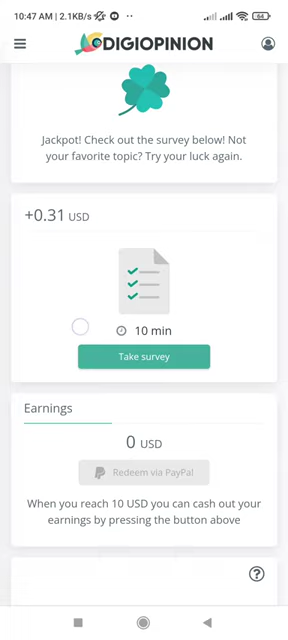 10:47 AM | 2.1KB/s
64
DIGIOPINION
Jackpot! Check out the survey below! Not
your favorite topic? Try your luck again.
+0.31 USD
10 min
Take survey
Earnings
0 USD
Redeem via PayPal
When you reach 10 USD you can cash out your
earnings by pressing the button above
?